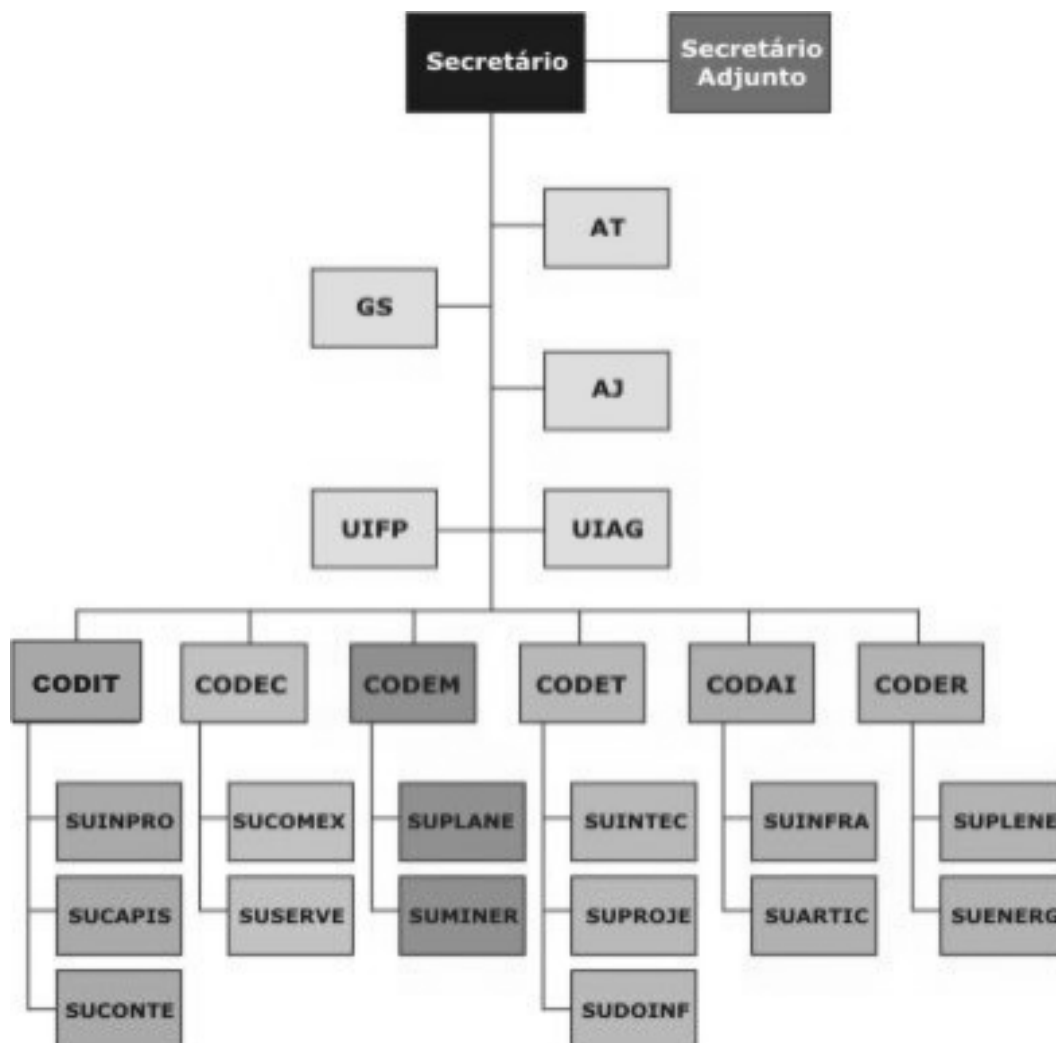 Secretário
Secretário
Adjunto
AT
GS
AJ
UIFP
UIAG
CODIT
CODEC
CODEM
CODET
CODAI
CODER
SUINPRO
SUCOMEX
SUPLANE
SUINTEC
SUINFRA
SUPLENE
SUCAPIS
SUSERVE
SUMINER
SUPROJE
SUARTIC
SUENERG
SUCONTE
SUDOINF